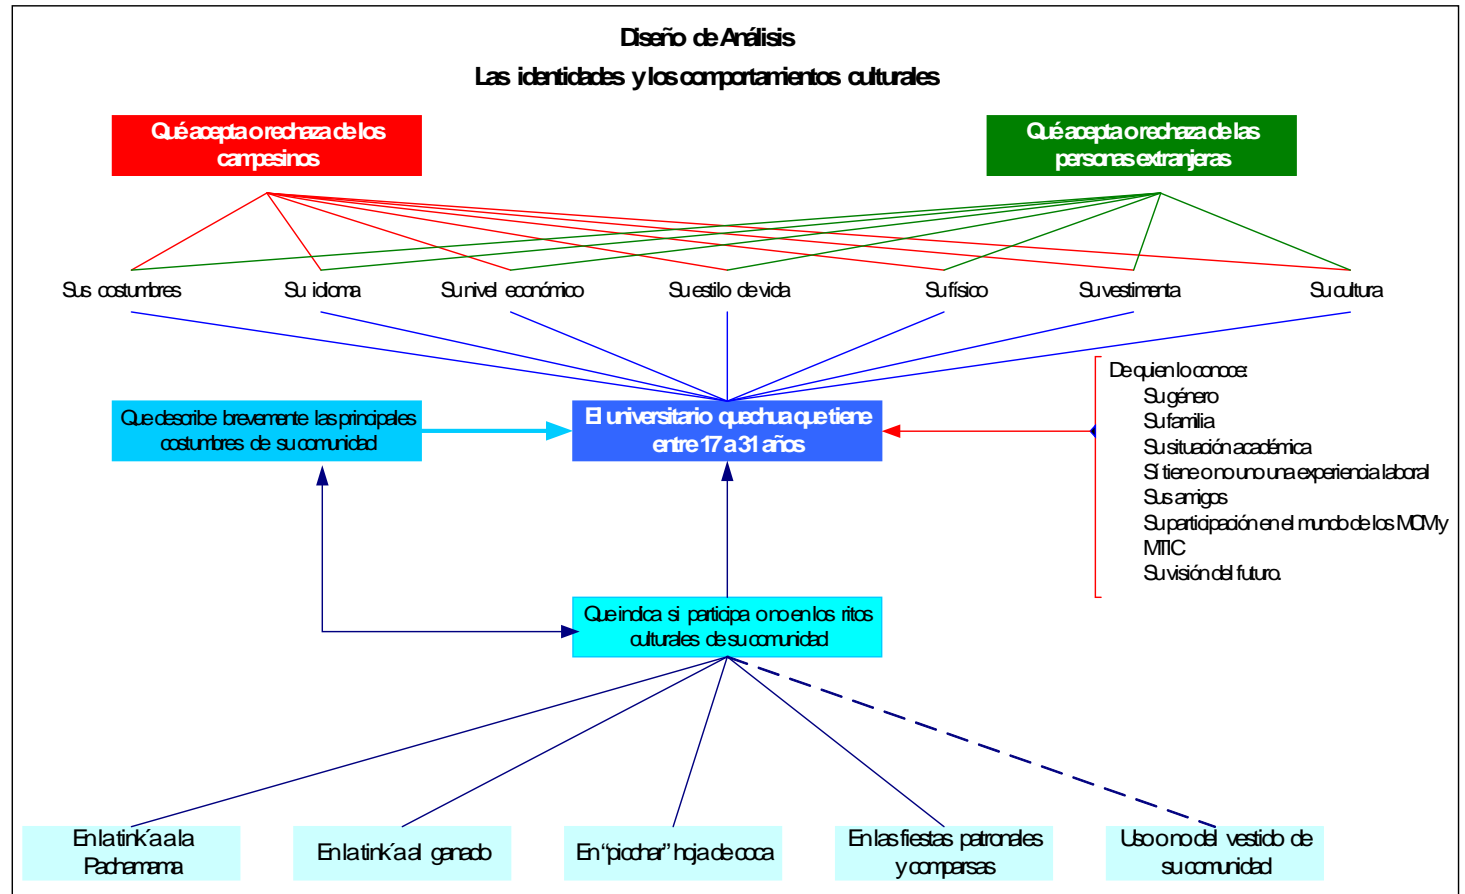 Diseño de Análisis
Las identidades y los comportamientos culturales
Qué acepta o rechaza de los
campesinos
Qué acepta o rechaza de las
personas extranjeras
Sus costumbres
Su idioma
Su nivel económico
Su estilo de vida
Su físico
Su vestimenta
Su cultura
Que describe brevemente las principales
costumbres de su comunidad
El universitario quechua que tiene
entre 17 a 31 años
De quien lo conoce:
Su género
Su familia
Su situación académica
Sí tiene o no uno una experiencia laboral
Sus amigos
Su participación en el mundo de los MCM y
MTIC
Su visión del futuro.
Que indica si participa o no en los ritos
culturales de su comunidad
En la tink´a a la
Pachamama
En la tink´a al ganado
En “picchar” hoja de coca
En las fiestas patronales
y comparsas
Uso o no del vestido de
su comunidad